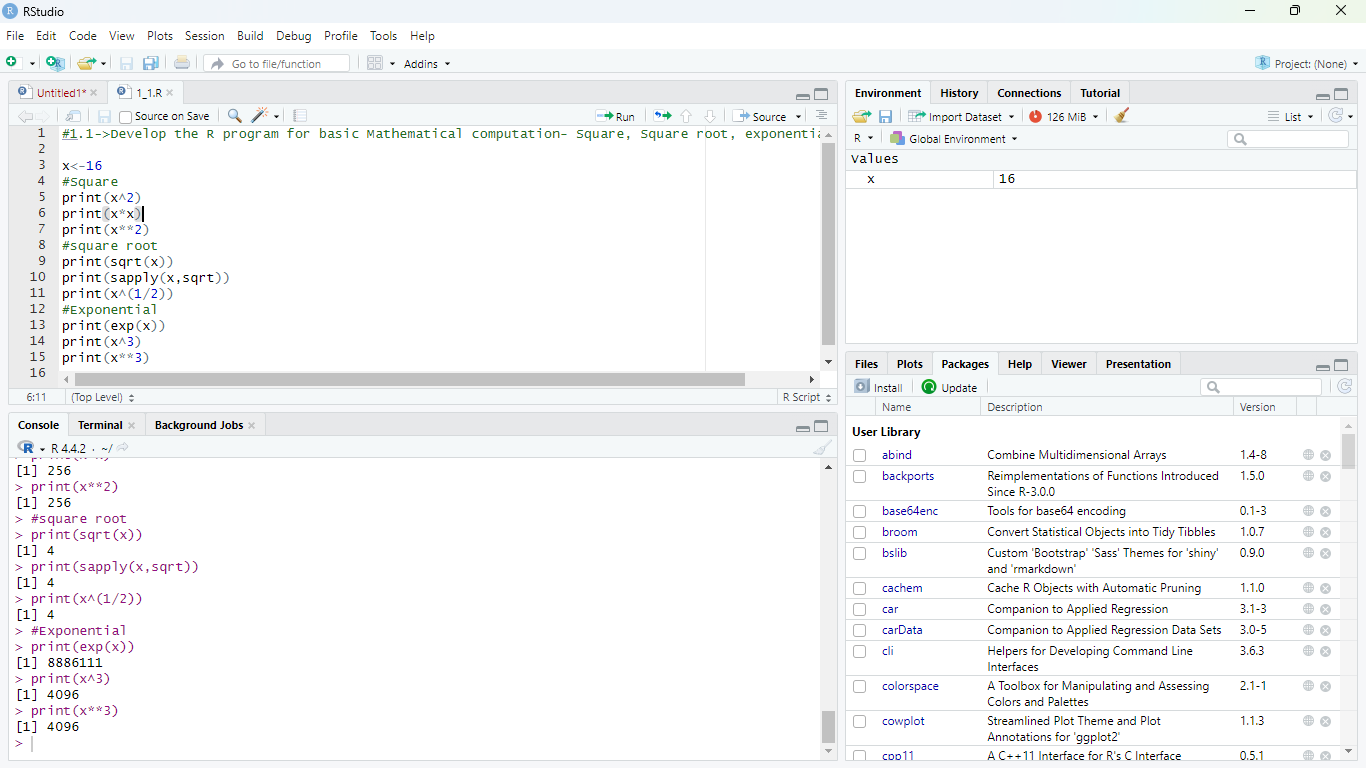 RStudio
File Edit Code View Plots Session Build Debug Profile Tools Help
Go to file/function Addins Project: (None)
Untitled1* 1_1.R
Source on Save Run Source
1 #1.1->Develop the R program for basic Mathematical computation- Square, Square root, exponentia
2
3 x<-16
4 #Square
5 print(x^2)
6 print(x*x)
7 print(x**2)
8 #square root
9 print(sqrt(x))
10 print(sapply(x,sqrt))
11 print(x^(1/2))
12 #Exponential
13 print(exp(x))
14 print(x^3)
15 print(x**3)
16
6:11 (Top Level) R Script
Console Terminal Background Jobs
R 4.4.2 · ~/
[1] 256
> print(x**2)
[1] 256
> #square root
> print(sqrt(x))
[1] 4
> print(sapply(x,sqrt))
[1] 4
> print(x^(1/2))
[1] 4
> #Exponential
> print(exp(x))
[1] 8886111
> print(x^3)
[1] 4096
> print(x**3)
[1] 4096
>
Environment History Connections Tutorial
Import Dataset 126 MiB List
R Global Environment
Values
x 16
Files Plots Packages Help Viewer Presentation
Install Update
Name Description Version
User Library
abind Combine Multidimensional Arrays 1.4-8
backports Reimplementations of Functions Introduced 1.5.0
Since R-3.0.0
base64enc Tools for base64 encoding 0.1-3
broom Convert Statistical Objects into Tidy Tibbles 1.0.7
bslib Custom 'Bootstrap' 'Sass' Themes for 'shiny' 0.9.0
and 'rmarkdown'
cachem Cache R Objects with Automatic Pruning 1.1.0
car Companion to Applied Regression 3.1-3
carData Companion to Applied Regression Data Sets 3.0-5
cli Helpers for Developing Command Line 3.6.3
Interfaces
colorspace A Toolbox for Manipulating and Assessing 2.1-1
Colors and Palettes
cowplot Streamlined Plot Theme and Plot 1.1.3
Annotations for 'ggplot2'
cpp11 A C++11 Interface for R's C Interface 0.5.1